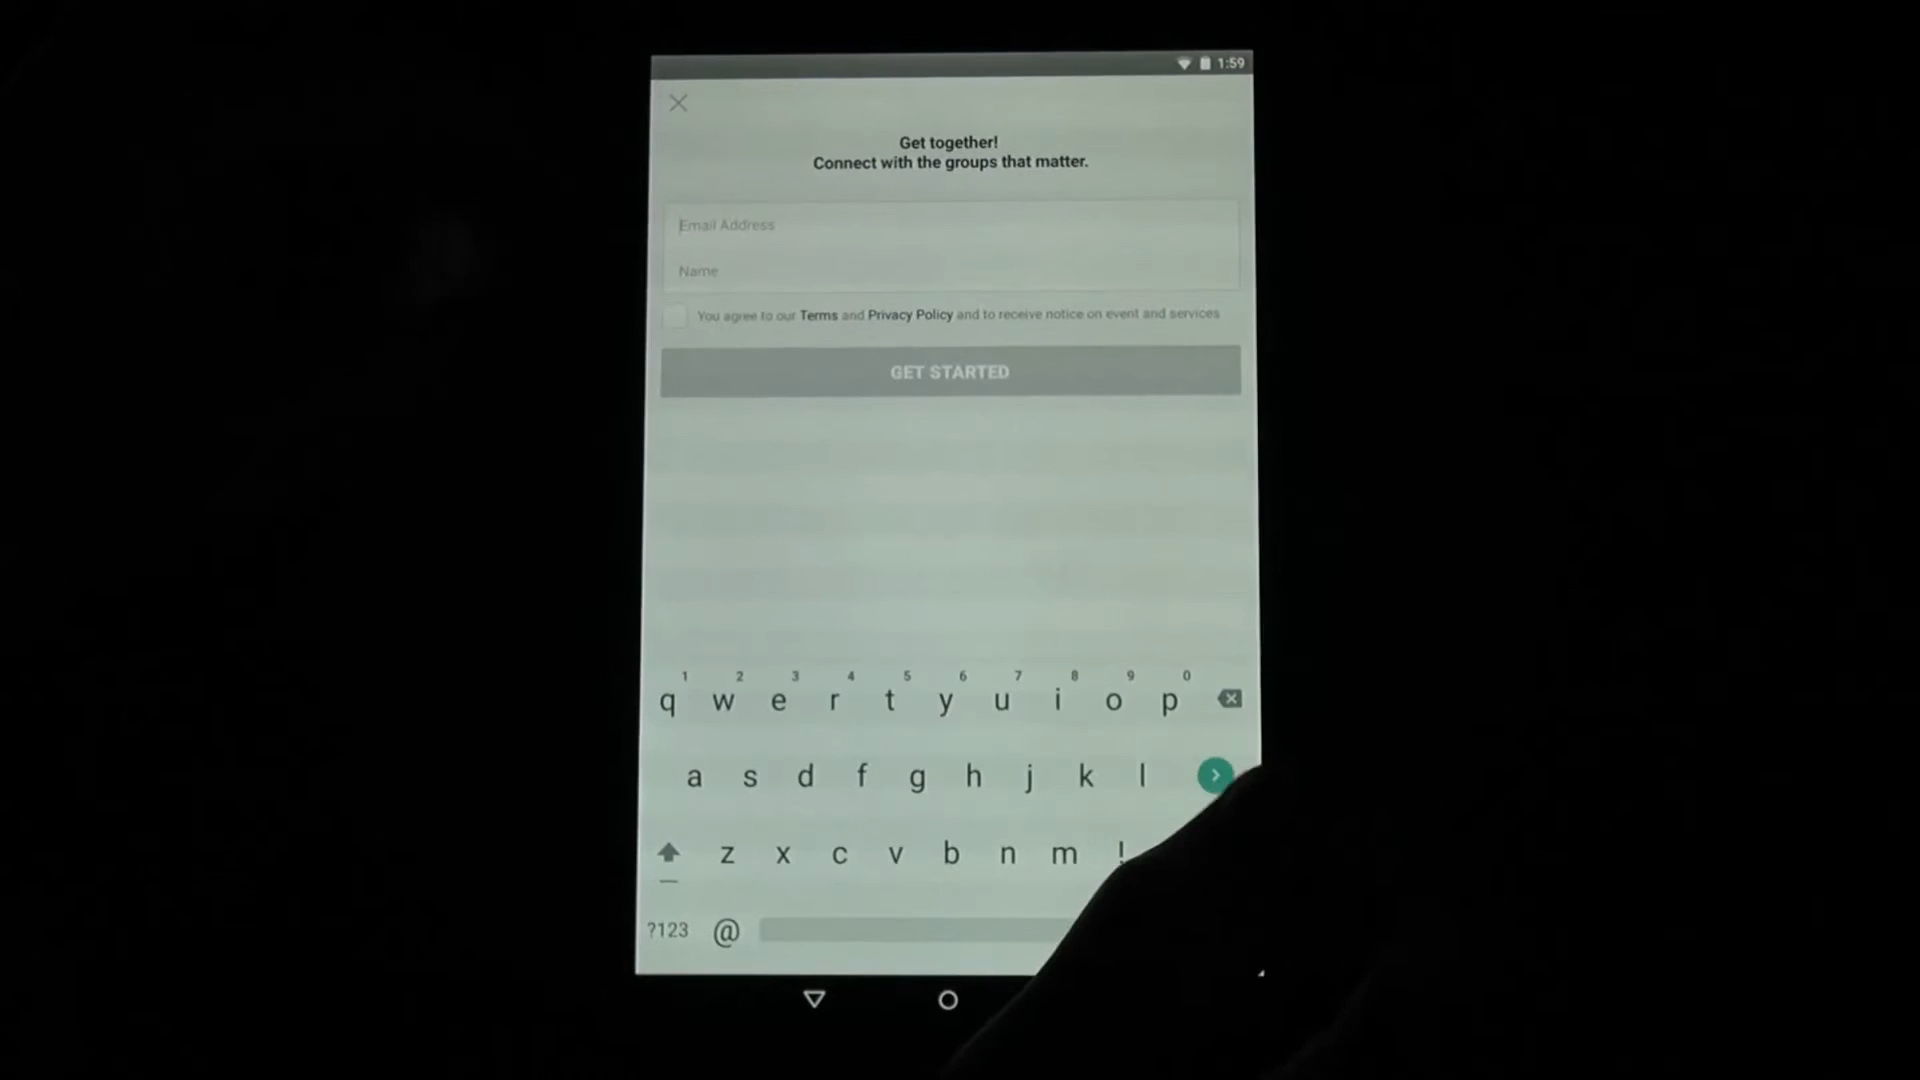 1:59
Get together!
Connect with the groups that matter.
Email Address
Name
You agree to our Terms and Privacy Policy and to receive notice on event and services
GET STARTED
1 2 3 4 5 6 7 8 9 0
q w e r t y u i o p
a s d f g h j k l
z x c v b n m !
?123 @